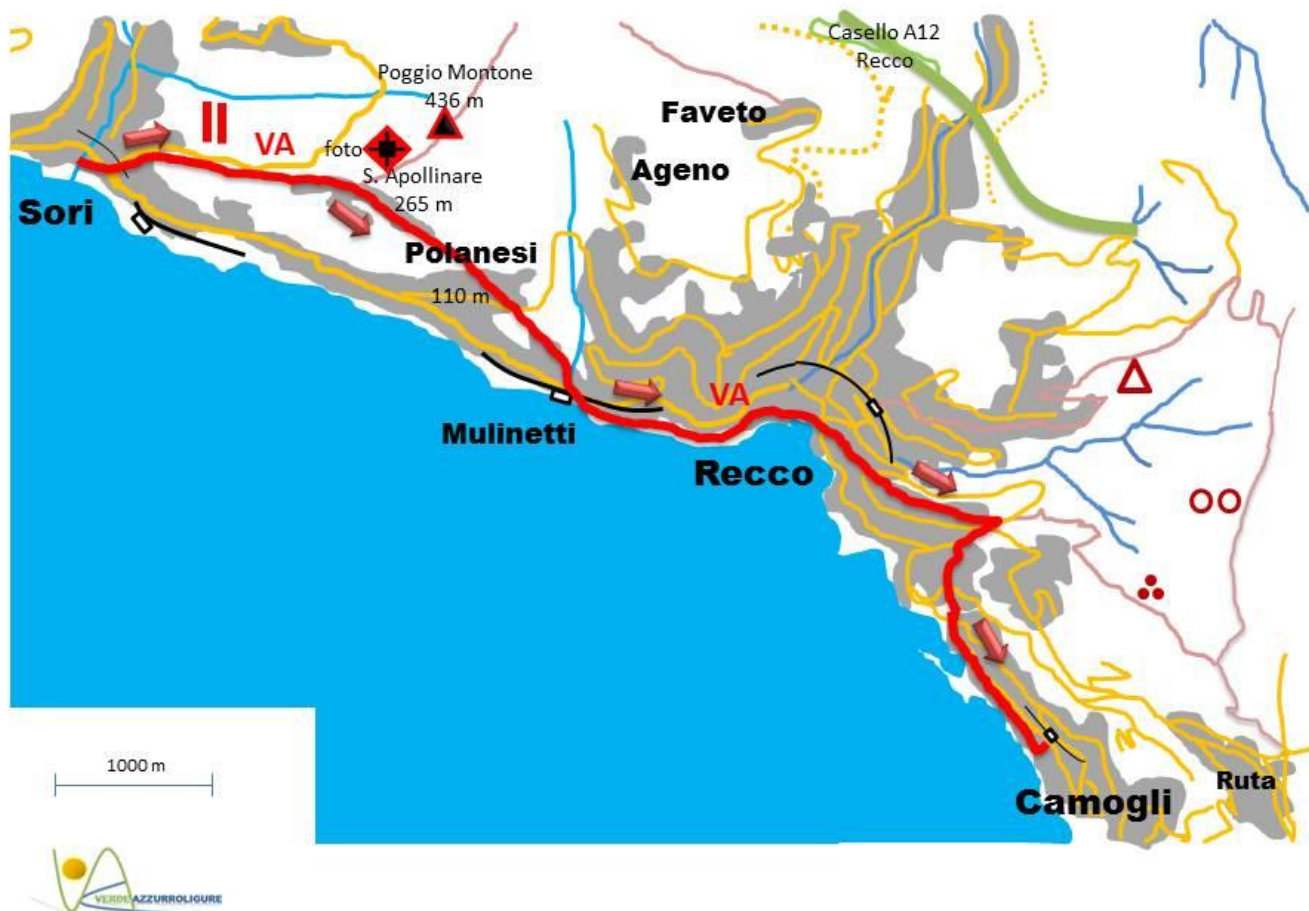 Casello A12
Recco
Poggio Montone
436 m
Faveto
II
VA
foto
Ageno
S. Apollinare
265 m
Sori
Polanesi
110 m
VA
Mulinetti
Recco
1000 m
Ruta
Camogli
VERDEAZZURROLIGURE